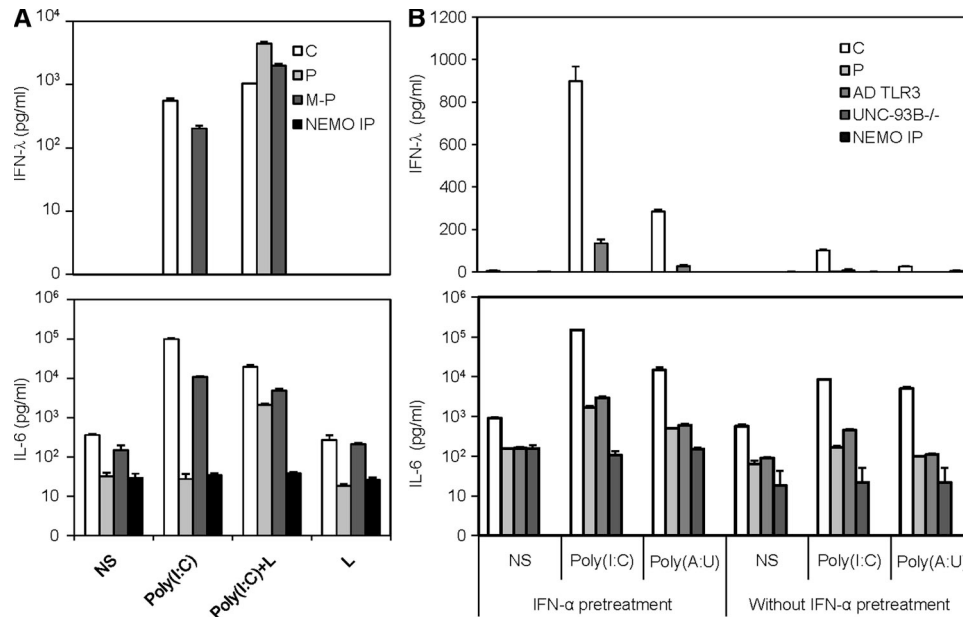 A
IFN-λ (pg/ml)
10⁴
10³
10²
10
0
C
P
M-P
NEMO IP
IL-6 (pg/ml)
10⁶
10⁵
10⁴
10³
10²
10
0
NS
Poly(I:C)
Poly(I:C)+L
L
B
IFN-λ (pg/ml)
1200
1000
800
600
400
200
0
C
P
AD TLR3
UNC-93B-/-
NEMO IP
IL-6 (pg/ml)
10⁶
10⁵
10⁴
10³
10²
10
0
NS
Poly(I:C)
Poly(A:U)
NS
Poly(I:C)
Poly(A:U)
IFN-α pretreatment
Without IFN-α pretreatment